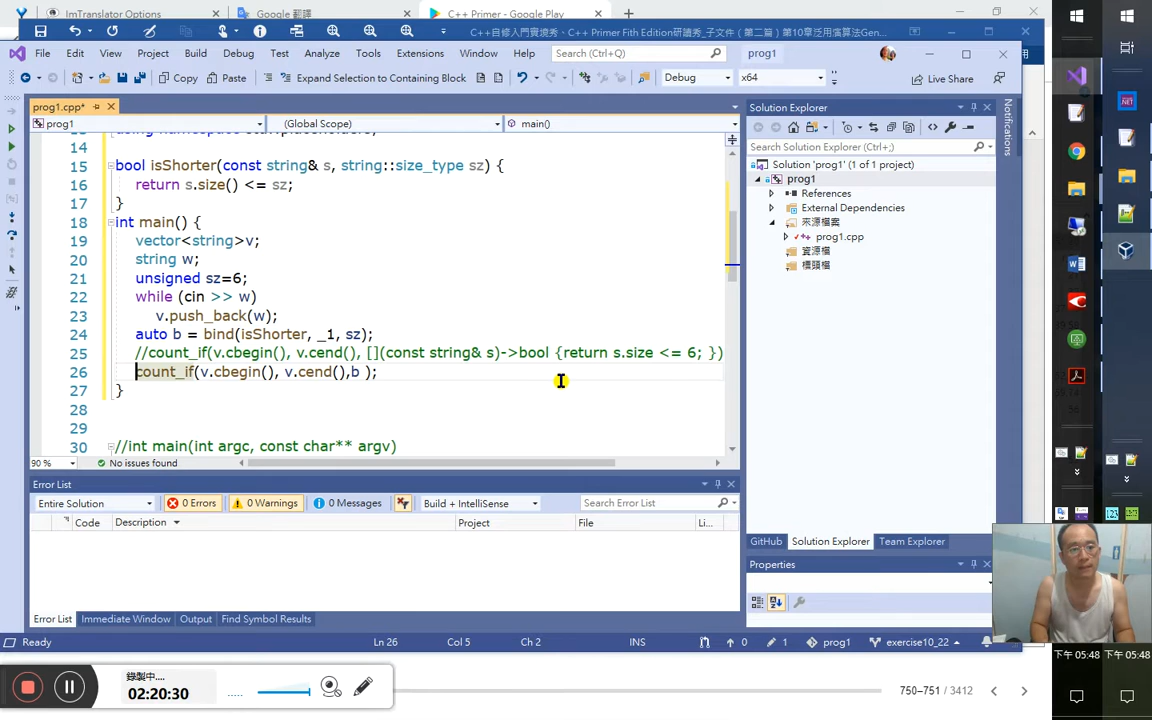 ImTranslator Options
Google 翻譯
C++ Primer - Google Play
C++自修入門實境秀、C++ Primer Fith Edition研讀秀_子文件（第二篇）第10章泛用演算法Gen...
File Edit View Project Build Debug Test Analyze Tools Extensions Window Help Search (Ctrl+Q) prog1
Copy Paste Expand Selection to Containing Block Debug x64 Live Share
prog1.cpp*
prog1 (Global Scope) main()
14
15 bool isShorter(const string& s, string::size_type sz) {
16 return s.size() <= sz;
17 }
18 int main() {
19 vector<string>v;
20 string w;
21 unsigned sz=6;
22 while (cin >> w)
23 v.push_back(w);
24 auto b = bind(isShorter, _1, sz);
25 //count_if(v.cbegin(), v.cend(), [](const string& s)->bool {return s.size <= 6; })
26 count_if(v.cbegin(), v.cend(),b );
27 }
28
29
30 //int main(int argc, const char** argv)
90 % No issues found
Error List
Entire Solution 0 Errors 0 Warnings 0 Messages Build + IntelliSense Search Error List
Code Description Project File Li...
Error List Immediate Window Output Find Symbol Results
Solution Explorer
Search Solution Explorer (Ctrl+;)
Solution 'prog1' (1 of 1 project)
prog1
References
External Dependencies
來源檔案
prog1.cpp
資源檔
標頭檔
GitHub Solution Explorer Team Explorer
Properties
Notifications
Ready Ln 26 Col 5 Ch 2 INS 0 1 prog1 exercise10_22
錄製中...
02:20:30
750–751 / 3412
下午 05:48 下午 05:48